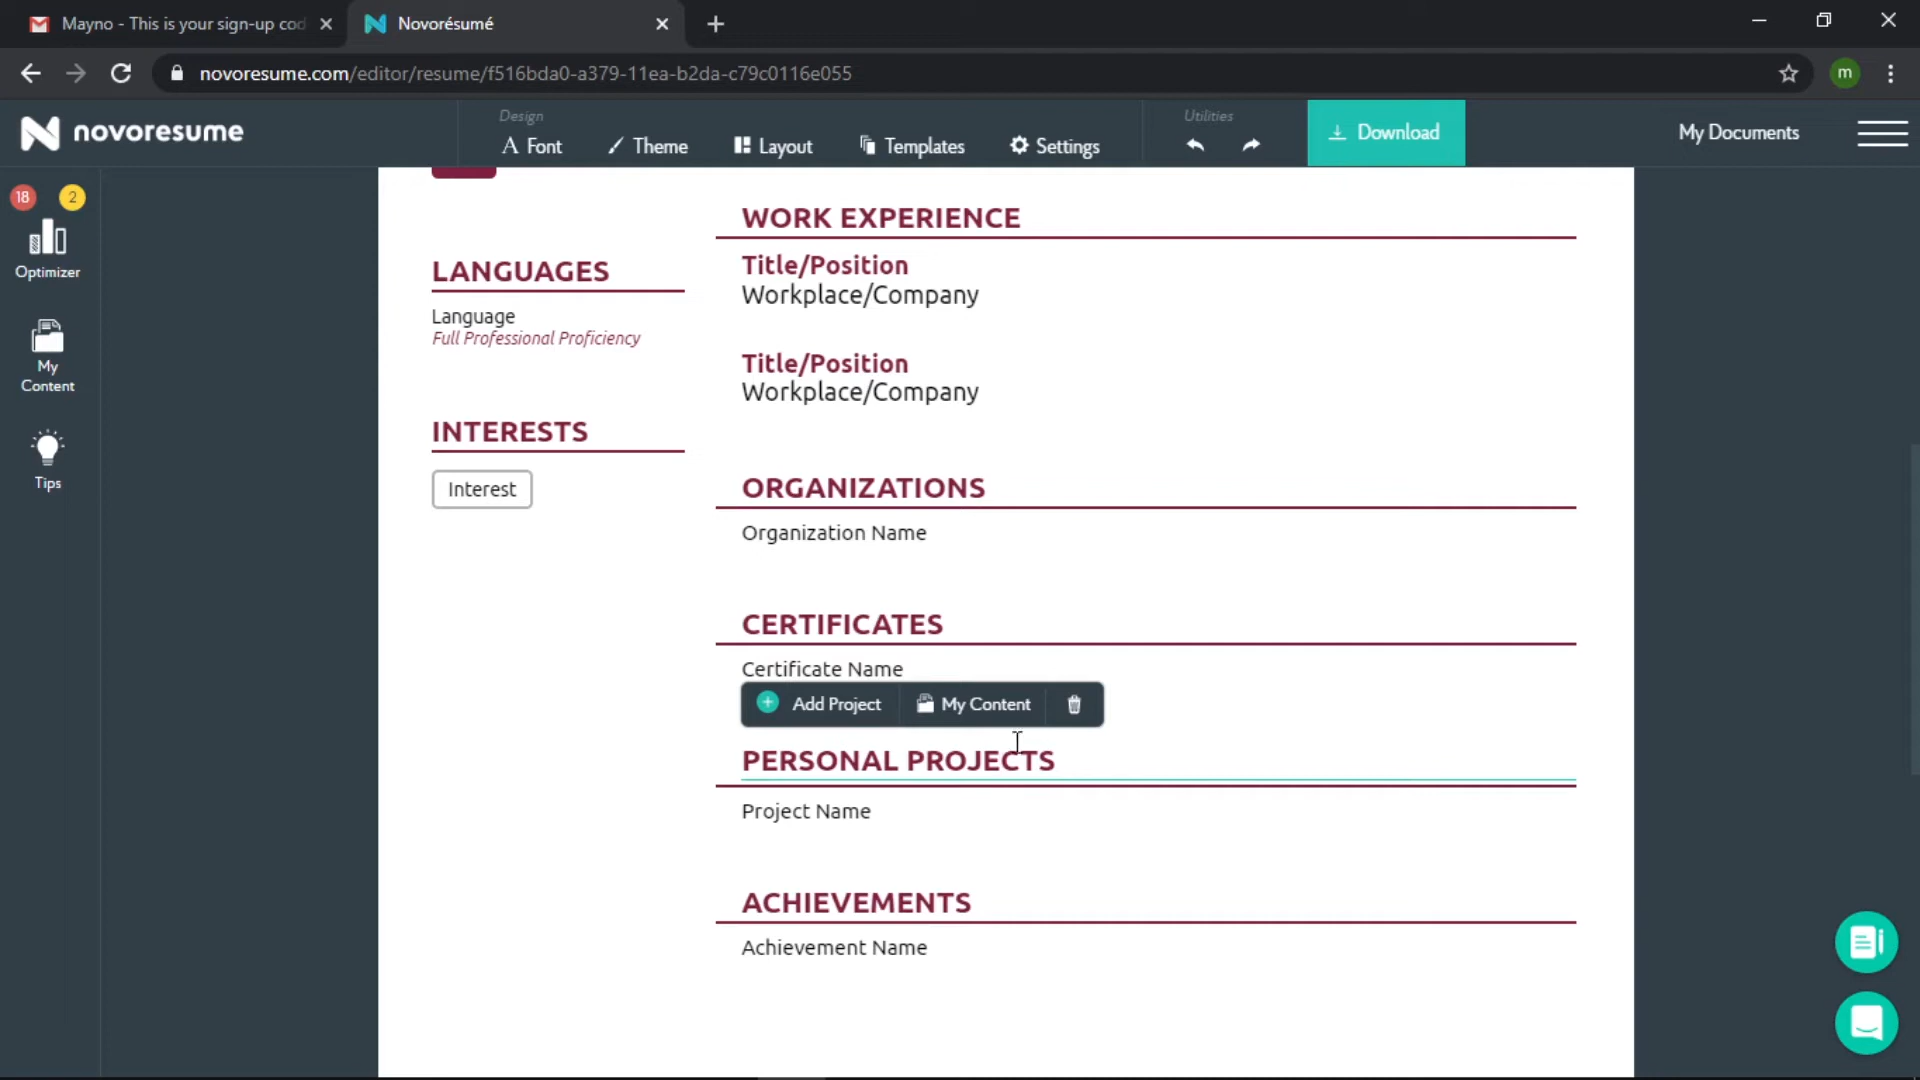 Mayno - This is your sign-up cod
Novorésumé
novoresume.com/editor/resume/f516bda0-a379-11ea-b2da-c79c0116e055
m
novoresume
Design
Font
Theme
Layout
Templates
Settings
Utilities
Download
My Documents
18
2
Optimizer
My
Content
Tips
LANGUAGES
Language
Full Professional Proficiency
INTERESTS
Interest
WORK EXPERIENCE
Title/Position
Workplace/Company
Title/Position
Workplace/Company
ORGANIZATIONS
Organization Name
CERTIFICATES
Certificate Name
Add Project
My Content
PERSONAL PROJECTS
Project Name
ACHIEVEMENTS
Achievement Name